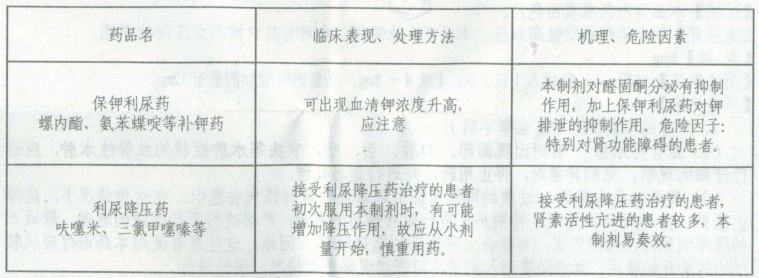 药品名
临床表现、处理方法
机理、危险因素
保钾利尿药
螺内酯、氨苯蝶啶等补钾药
可出现血清钾浓度升高，
应注意
本制剂对醛固酮分泌有抑制
作用，加上保钾利尿药对钾
排泄的抑制作用。危险因子：
特别对肾功能障碍的患者.
利尿降压药
呋噻米、三氯甲噻嗪等
接受利尿降压药治疗的患者
初次服用本制剂时，有可能
增加降压作用，故应从小剂
量开始，慎重用药。
接受利尿降压药治疗的患者，
肾素活性亢进的患者较多，本
制剂易奏效。